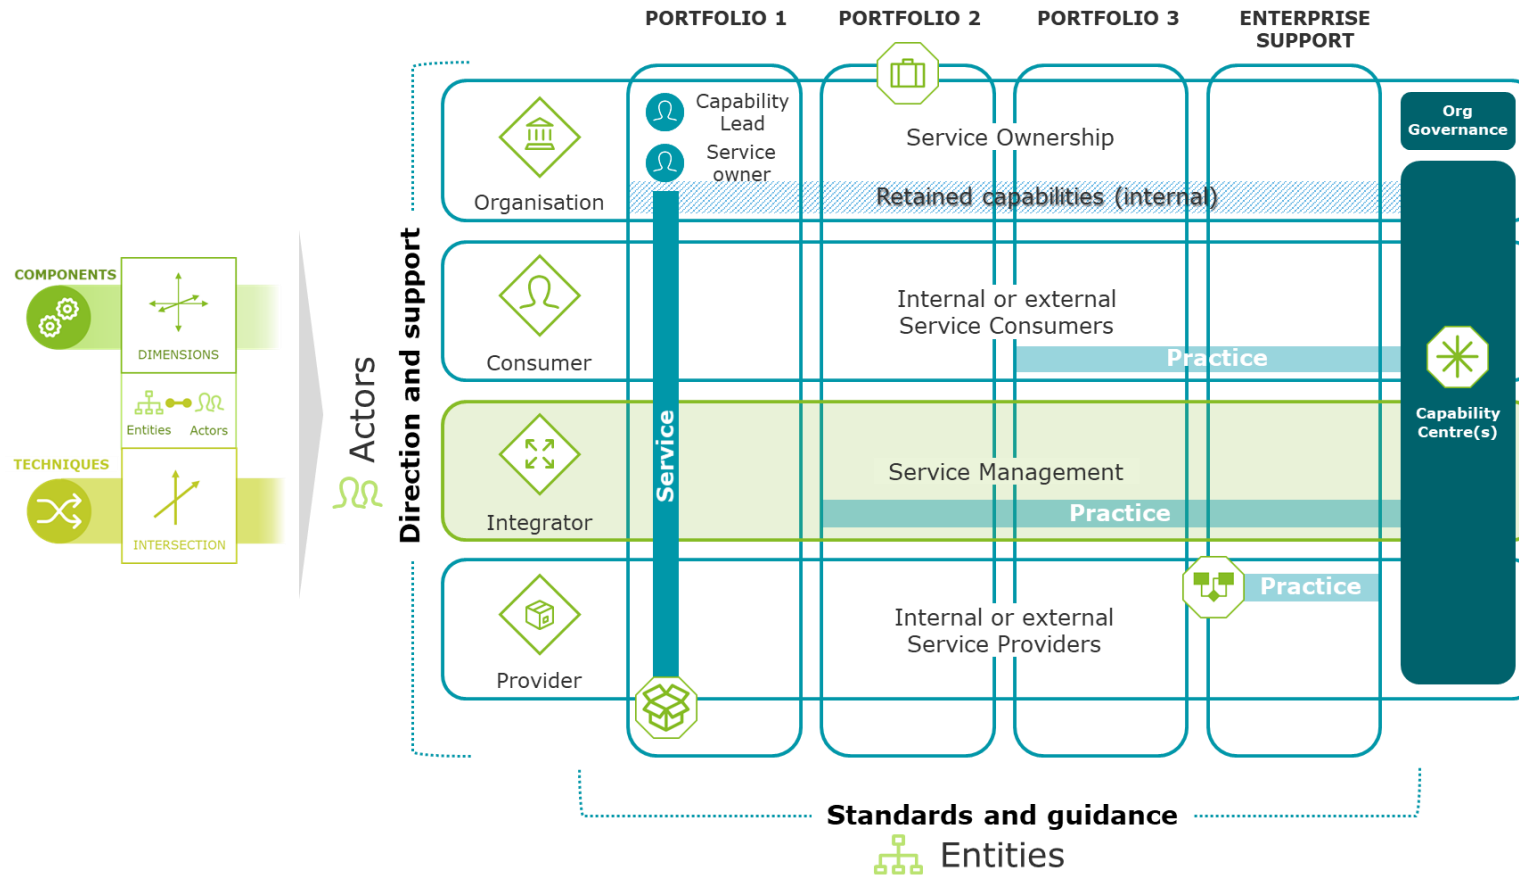 PORTFOLIO 1
PORTFOLIO 2
PORTFOLIO 3
ENTERPRISE
SUPPORT
COMPONENTS
DIMENSIONS
Entities
Actors
TECHNIQUES
INTERSECTION
Actors
Direction and support
Organisation
Capability
Lead
Service
owner
Service Ownership
Retained capabilities (internal)
Org
Governance
Consumer
Internal or external
Service Consumers
Practice
Capability
Centre(s)
Service
Integrator
Service Management
Practice
Provider
Internal or external
Service Providers
Practice
Standards and guidance
Entities